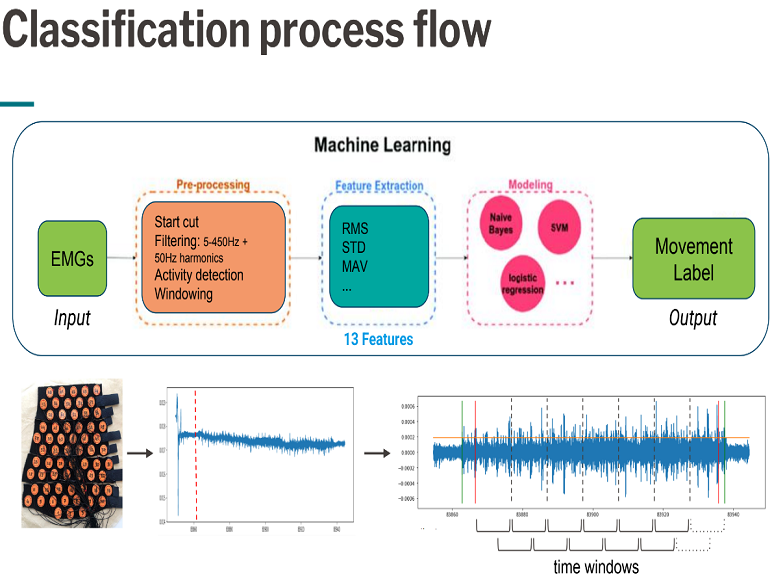 Classification process flow
Machine Learning
Pre-processing
Feature Extraction
Modeling
EMGs
Input
Start cut
Filtering: 5-450Hz +
50Hz harmonics
Activity detection
Windowing
RMS
STD
MAV
...
13 Features
Naive
Bayes
SVM
logistic
regression
...
Movement
Label
Output
0.0006
0.0004
0.0002
0.0000
−0.0002
−0.0004
−0.0006
83860
83880
83900
83920
83940
time windows